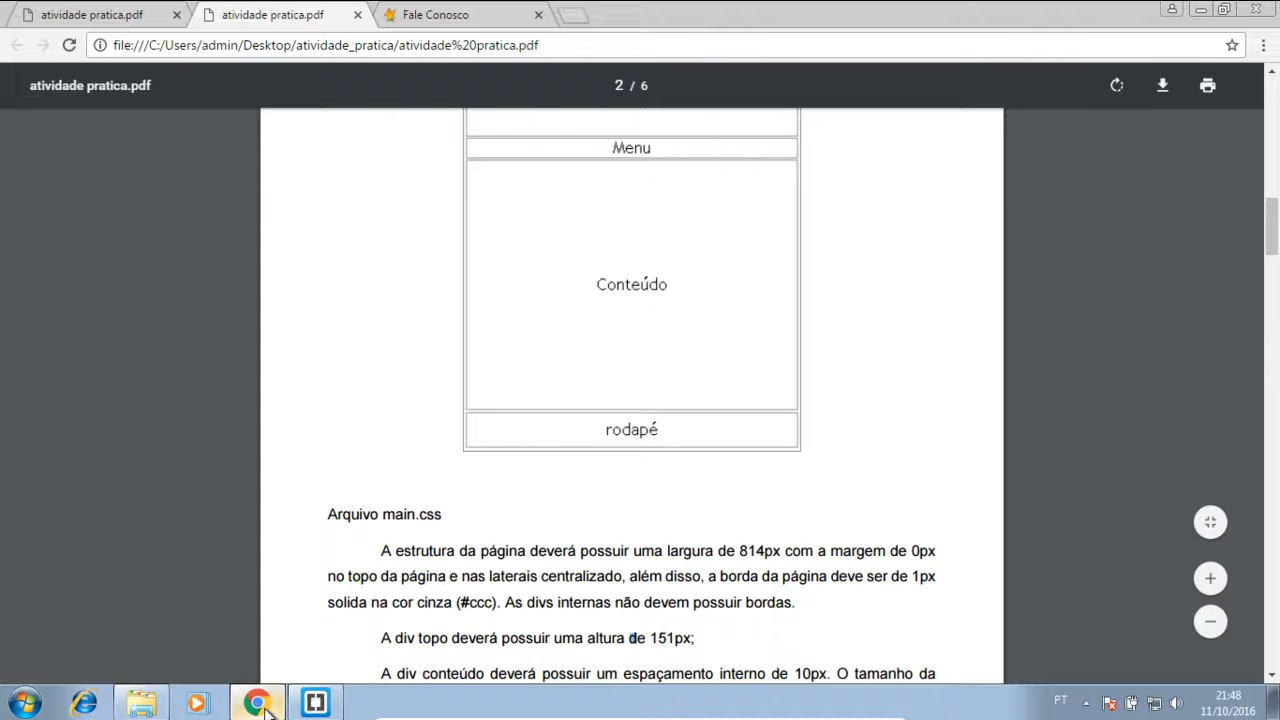 atividade pratica.pdf
atividade pratica.pdf
Fale Conosco
file:///C:/Users/admin/Desktop/atividade_pratica/atividade%20pratica.pdf
atividade pratica.pdf
2 / 6
Menu
Conteúdo
rodapé
Arquivo main.css
A estrutura da página deverá possuir uma largura de 814px com a margem de 0px
no topo da página e nas laterais centralizado, além disso, a borda da página deve ser de 1px
solida na cor cinza (#ccc). As divs internas não devem possuir bordas.
A div topo deverá possuir uma altura de 151px;
A div conteúdo deverá possuir um espaçamento interno de 10px. O tamanho da
PT
21:48
11/10/2016